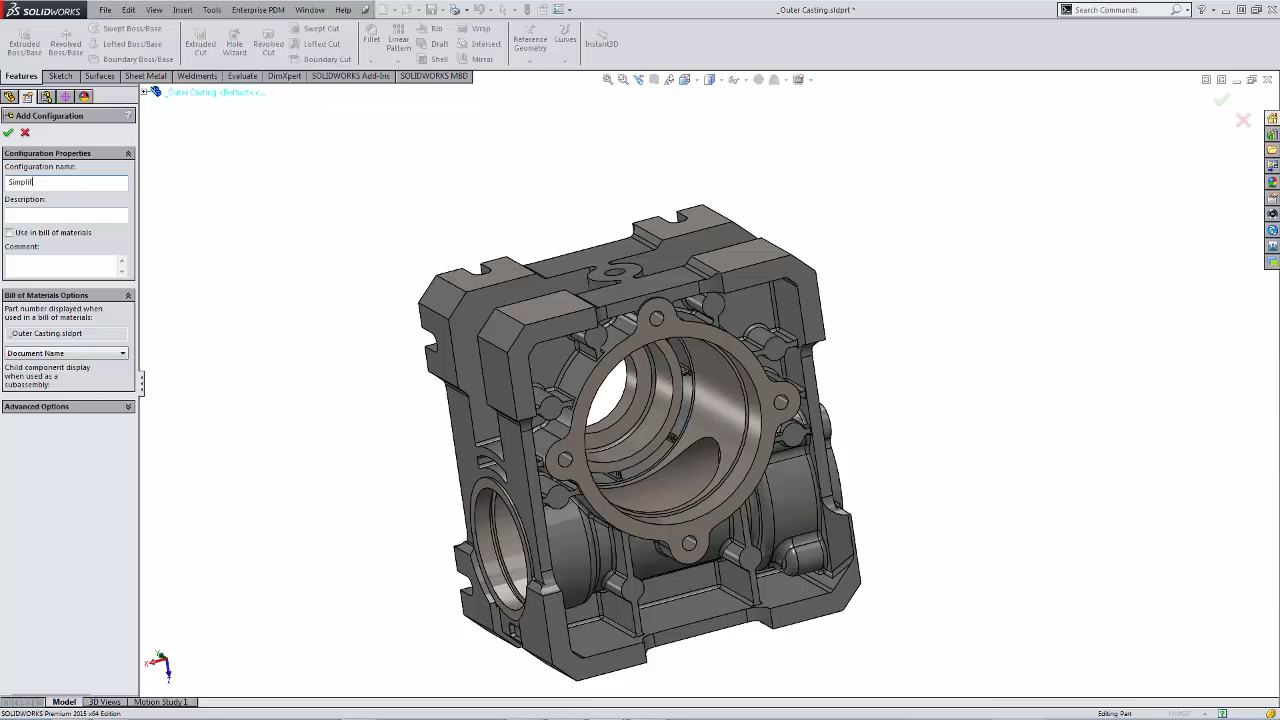 SOLIDWORKS File Edit View Insert Tools Enterprise PDM Window Help _Outer Casting.sldprt * Search Commands
Extruded Boss/Base
Revolved Boss/Base
Swept Boss/Base
Lofted Boss/Base
Boundary Boss/Base
Extruded Cut
Hole Wizard
Revolved Cut
Swept Cut
Lofted Cut
Boundary Cut
Fillet
Linear Pattern
Rib
Draft
Shell
Wrap
Intersect
Mirror
Reference Geometry
Curves
Instant3D
Features Sketch Surfaces Sheet Metal Weldments Evaluate DimXpert SOLIDWORKS Add-Ins SOLIDWORKS MBD
_Outer Casting (Default<<...
Add Configuration ?
Configuration Properties
Configuration name:
Simplif
Description:
Use in bill of materials
Comment:
Bill of Materials Options
Part number displayed when
used in a bill of materials:
_Outer Casting.sldprt
Document Name
Child component display
when used as a
subassembly:
Advanced Options
X
Y
Z
Model 3D Views Motion Study 1
SOLIDWORKS Premium 2015 x64 Edition Editing Part MMGS